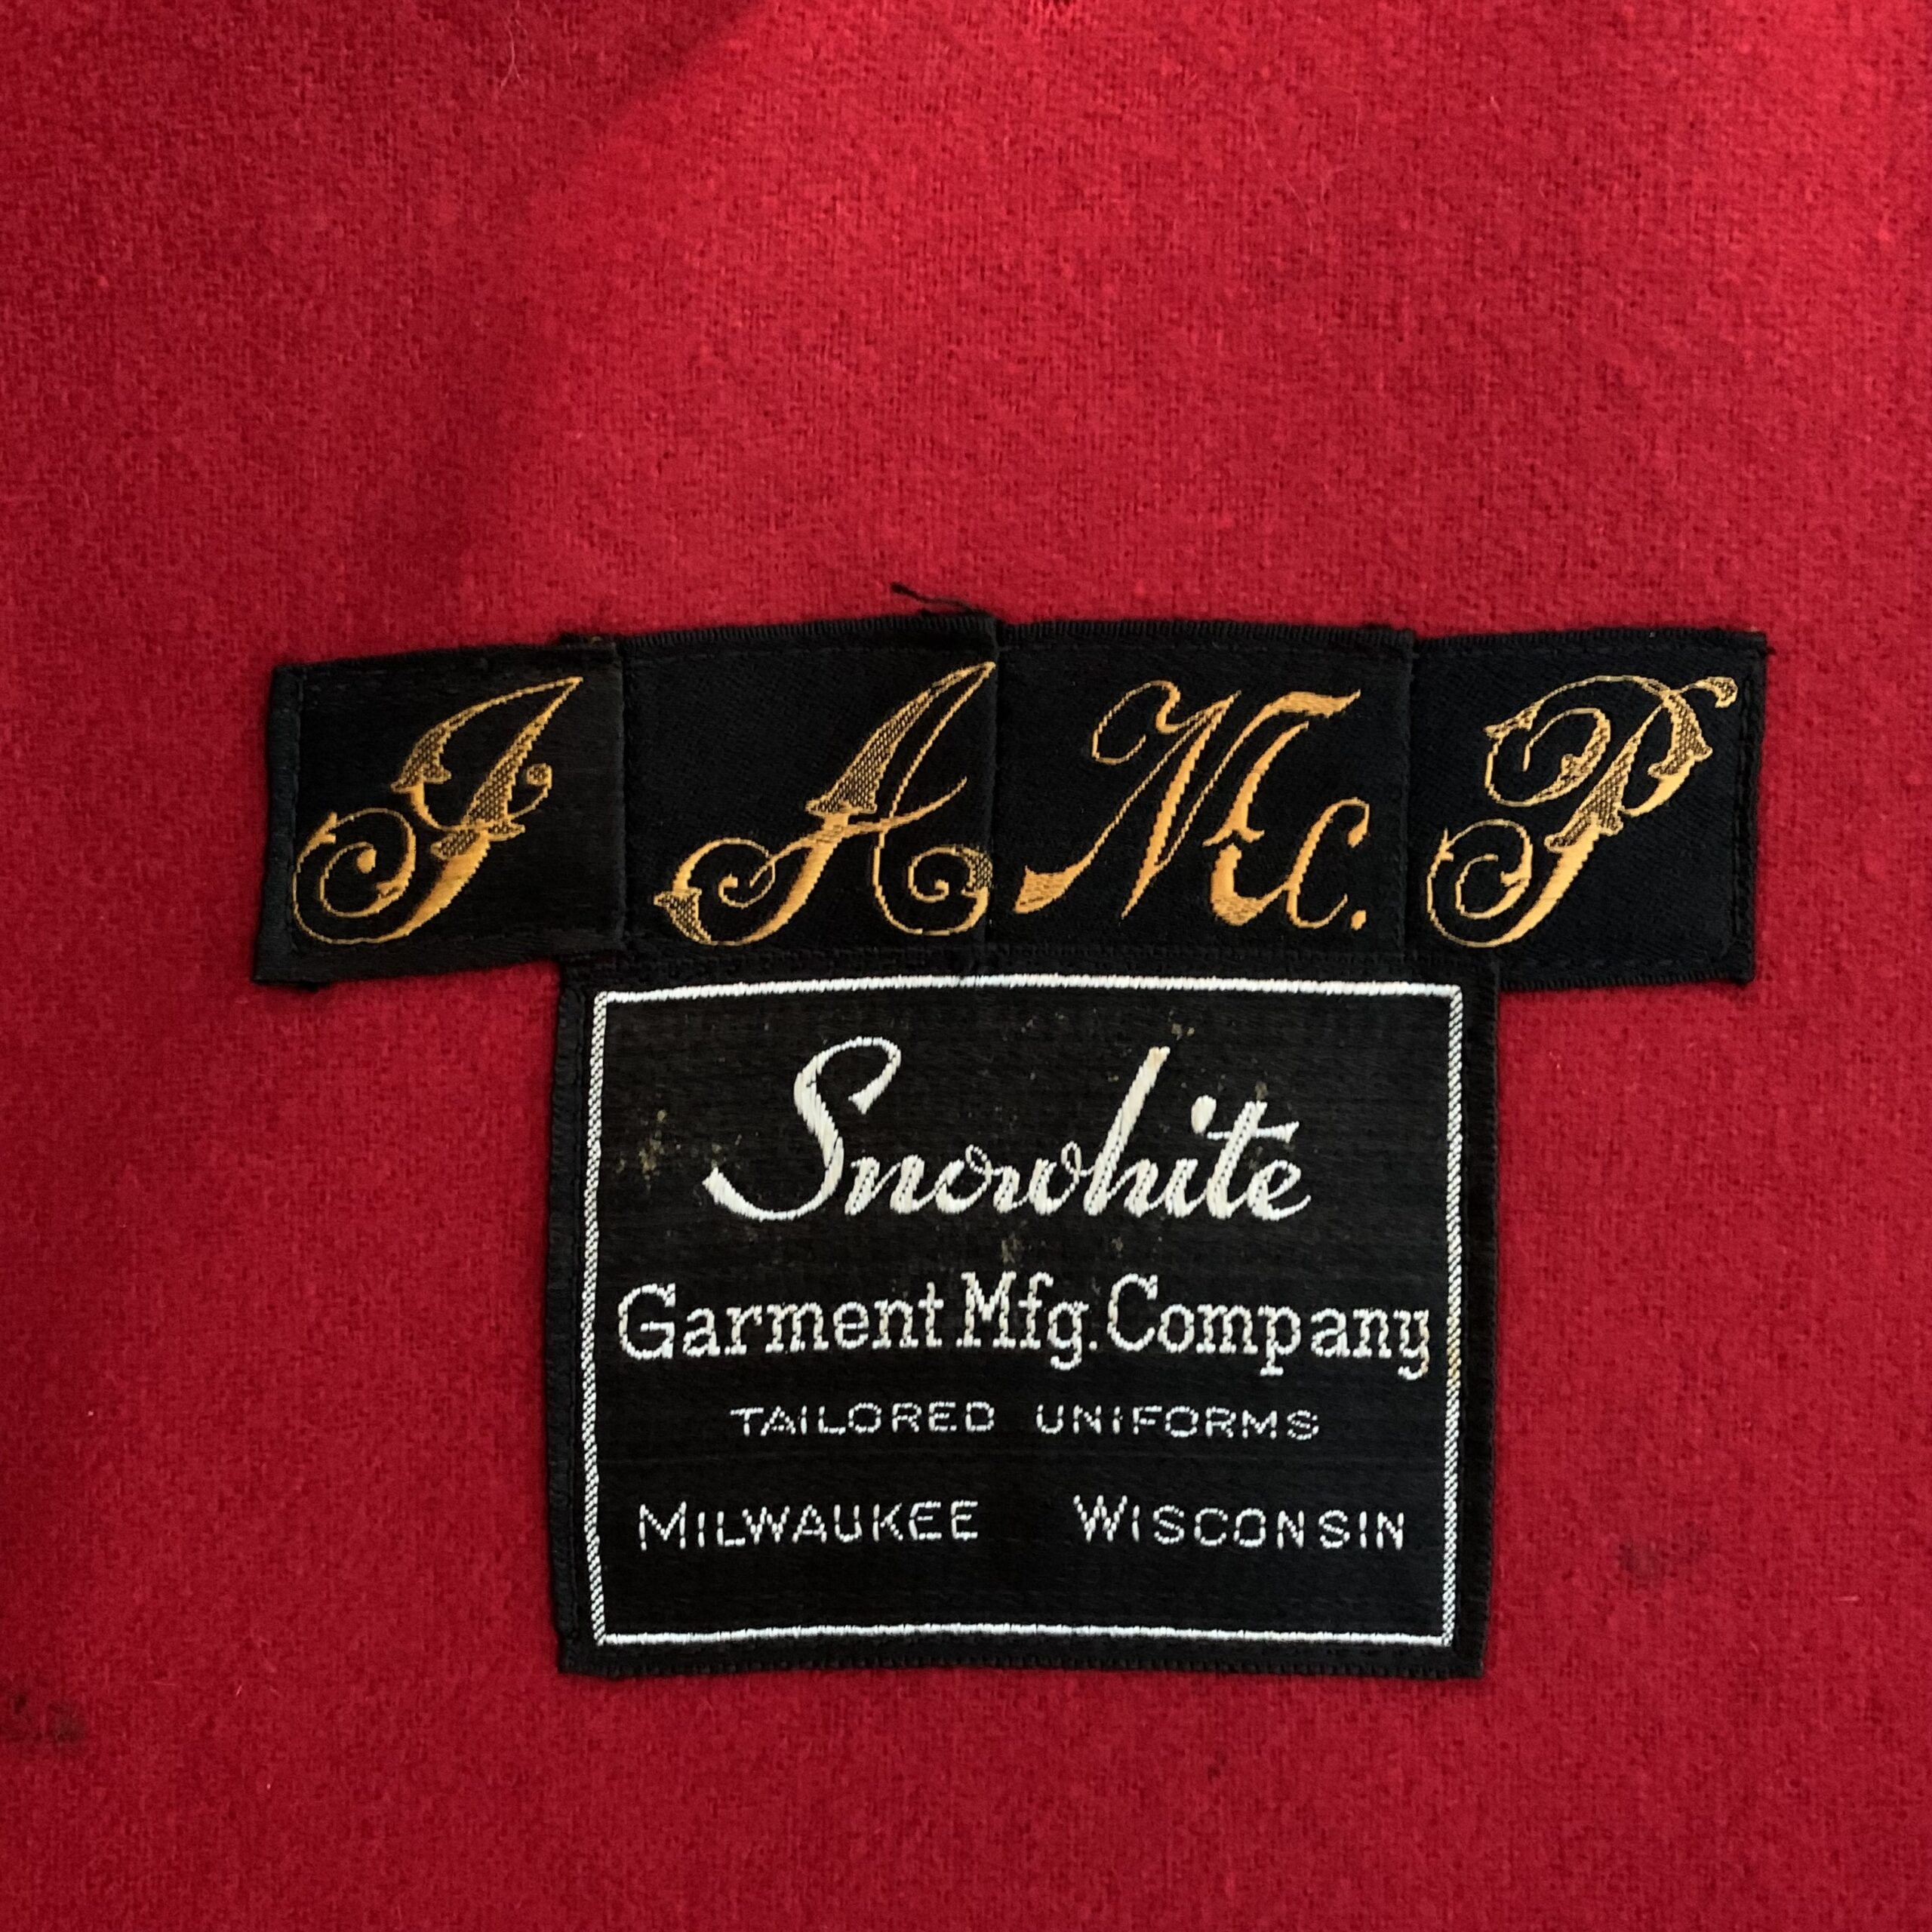 J A Mc. P
Snowhite
Garment Mfg. Company
TAILORED UNIFORMS
MILWAUKEE WISCONSIN